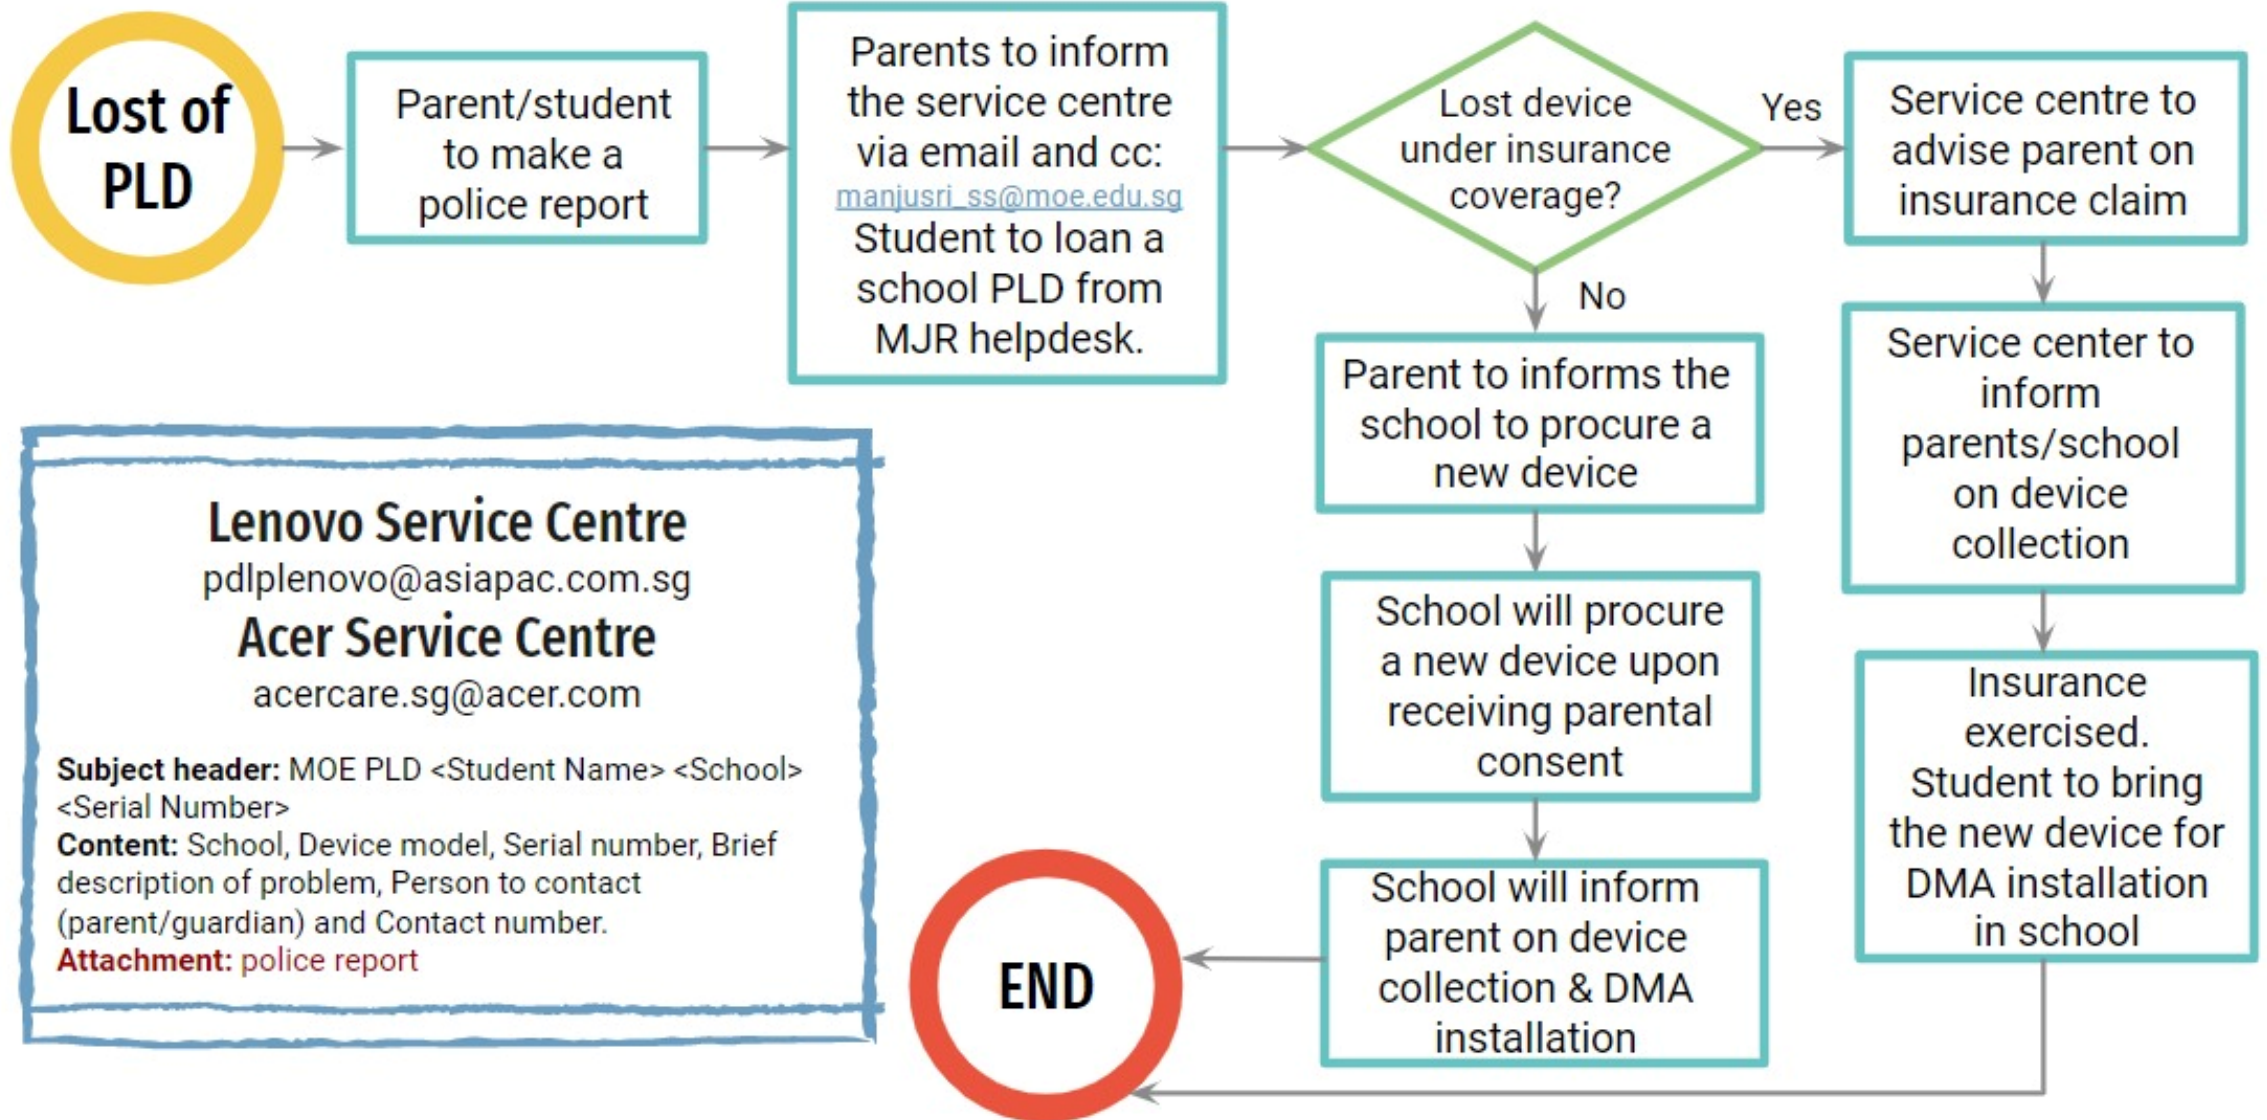 Lost of
PLD
Parent/student
to make a
police report
Parents to inform
the service centre
via email and cc:
manjusri_ss@moe.edu.sg
Student to loan a
school PLD from
MJR helpdesk.
Lost device
under insurance
coverage?
Yes
Service centre to
advise parent on
insurance claim
Service center to
inform
parents/school
on device
collection
Insurance
exercised.
Student to bring
the new device for
DMA installation
in school
No
Parent to informs the
school to procure a
new device
School will procure
a new device upon
receiving parental
consent
School will inform
parent on device
collection & DMA
installation
END
Lenovo Service Centre
pdlplenovo@asiapac.com.sg
Acer Service Centre
acercare.sg@acer.com
Subject header: MOE PLD <Student Name> <School>
<Serial Number>
Content: School, Device model, Serial number, Brief
description of problem, Person to contact
(parent/guardian) and Contact number.
Attachment: police report